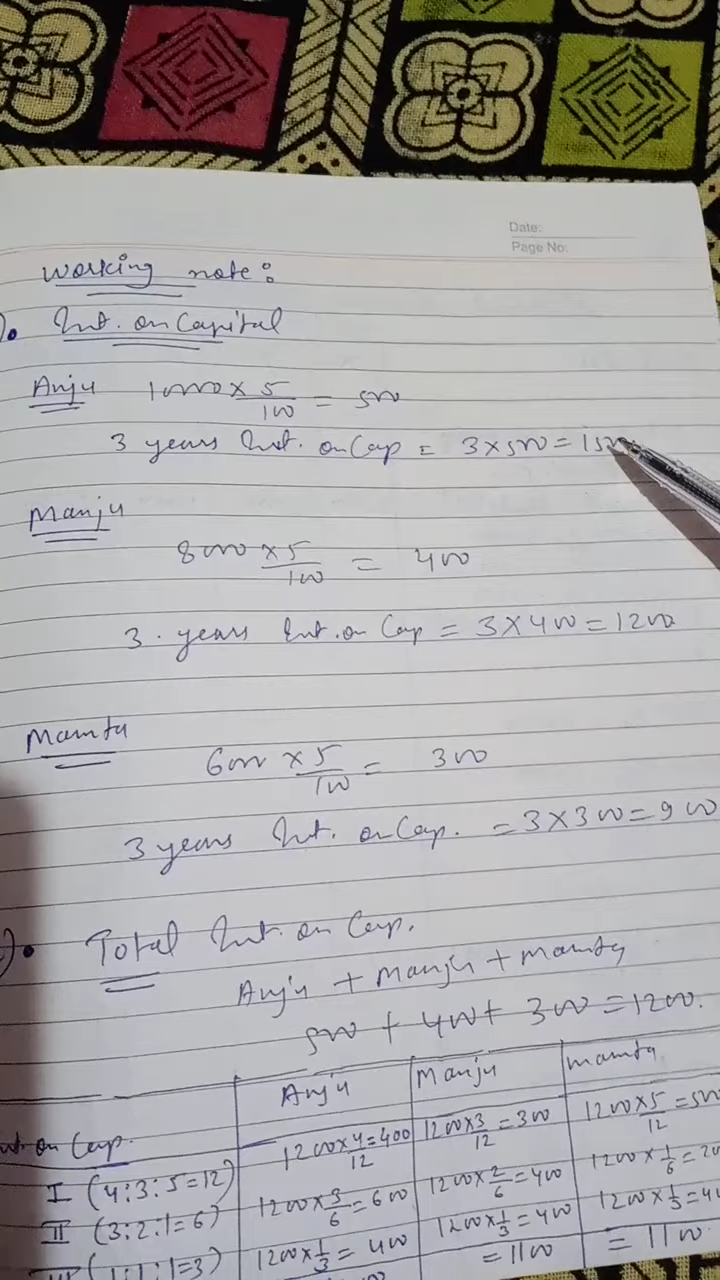 Date:
Page No:
Working note:
Int. on Capital
Anju 10000 × 5/100 = 500
3 years Int. on Cap = 3 × 500 = 1500
Manju
8000 × 5/100 = 400
3. years Int. on Cap = 3 × 400 = 1200
Mamta
6000 × 5/100 = 300
3 years Int. on Cap. = 3 × 300 = 900
Total Int. on Cap.
Anju + Manju + Mamta
500 + 400 + 300 = 1200.
Anju Manju Mamta
on Cap.
1200×4/12=400 1200×3/12=300 1200×5/12=500
I (4:3:5=12)
1200×3/6=600 1200×2/6=400 1200×1/6=
II (3:2:1=6)
1200×1/3=400 1200×1/3=400 1200×1/3=
(1:1:1=3)
=1100 =1100